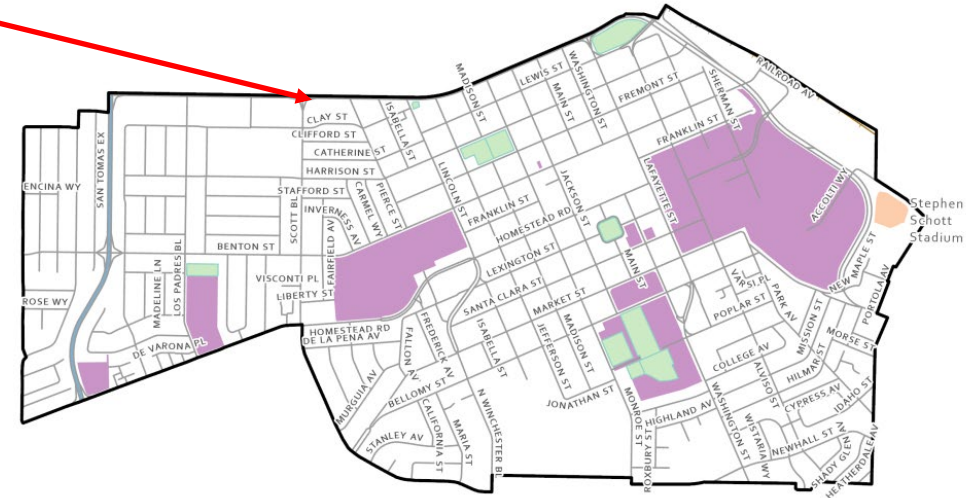 LEWIS ST
MADISON ST
WASHINGTON ST
MAIN ST
FREMONT ST
SHERMAN ST
RAILROAD AV
CLAY ST
ISABELLA ST
CLIFFORD ST
CATHERINE ST
HARRISON ST
FRANKLIN ST
STAFFORD ST
PIERCE ST
CARMEL WY
LINCOLN ST
LAFAYETTE ST
JACKSON ST
SAN TOMAS EX
ENCINA WY
SCOTT BL
INVERNESS AV
FAIRFIELD AV
FRANKLIN ST
HOMESTEAD RD
ACCOLTI WY
Stephen
Schott
Stadium
BENTON ST
LEXINGTON ST
MAIN ST
NEW MAPLE ST
PORTOLA AV
VISCONTI PL
LIBERTY ST
MADELINE LN
LOS PADRES BL
SANTA CLARA ST
MARKET ST
PARK AV
POPLAR ST
MISSION ST
MORSE ST
ROSE WY
HOMESTEAD RD
DE LA PENA AV
DE VARONA PL
FALLON AV
FREDERICK AV
ISABELLA ST
JEFFERSON ST
MADISON ST
COLLEGE AV
HILMAR ST
ALVISO ST
CYPRESS AV
IDAHO ST
MURGUIA AV
BELLOMY ST
JONATHAN ST
MONROE ST
HIGHLAND AV
WASHINGTON ST
CALIFORNIA ST
MARIA ST
N WINCHESTER BL
STANLEY AV
ROXBURY ST
WISTARIA WY
NEWHALL ST
SHADY GLEN AV
HEATHERDALE AV